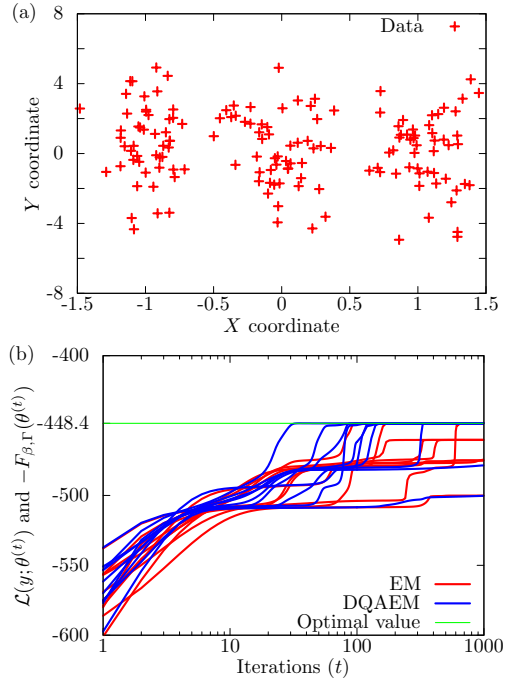 (a)
Data
8
4
0
-4
-8
Y coordinate
-1.5
-1
-0.5
0
0.5
1
1.5
X coordinate
(b)
-400
-448.4
-500
-550
-600
L(y; θ^(t)) and −F_β,Γ(θ^(t))
EM
DQAEM
Optimal value
1
10
100
1000
Iterations (t)